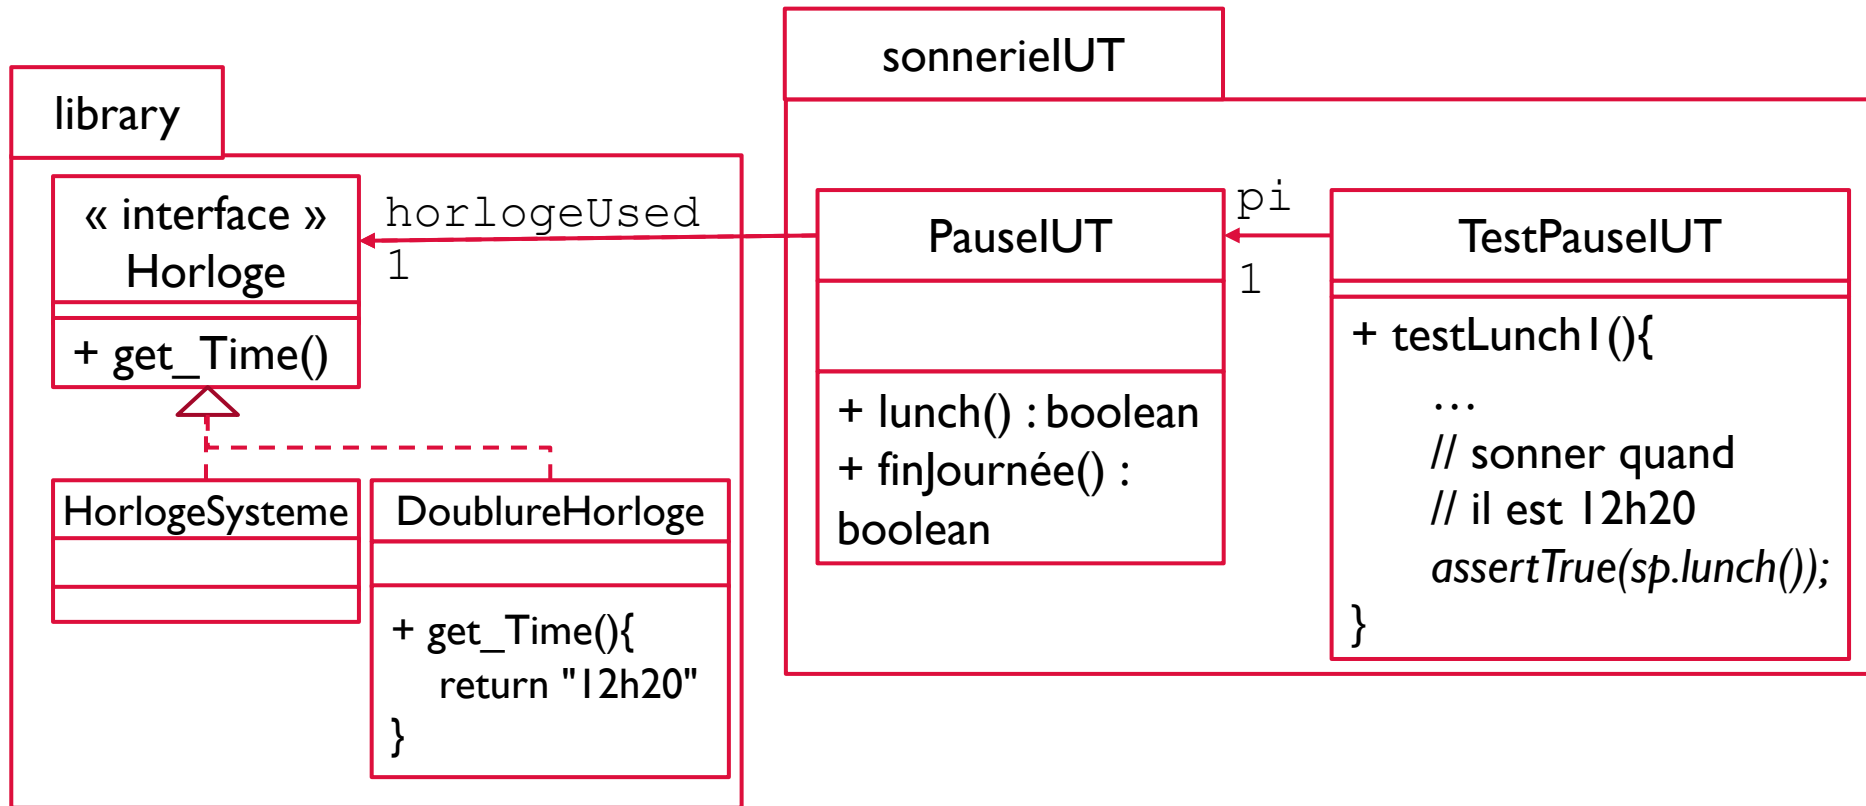 library
« interface »
Horloge
+ get_Time()
HorlogeSysteme
DoublureHorloge
+ get_Time(){
return "12h20"
}
horlogeUsed
1
sonnerieIUT
PauseIUT
+ lunch() : boolean
+ finJournée() :
boolean
pi
1
TestPauseIUT
+ testLunch1(){
…
// sonner quand
// il est 12h20
assertTrue(sp.lunch());
}